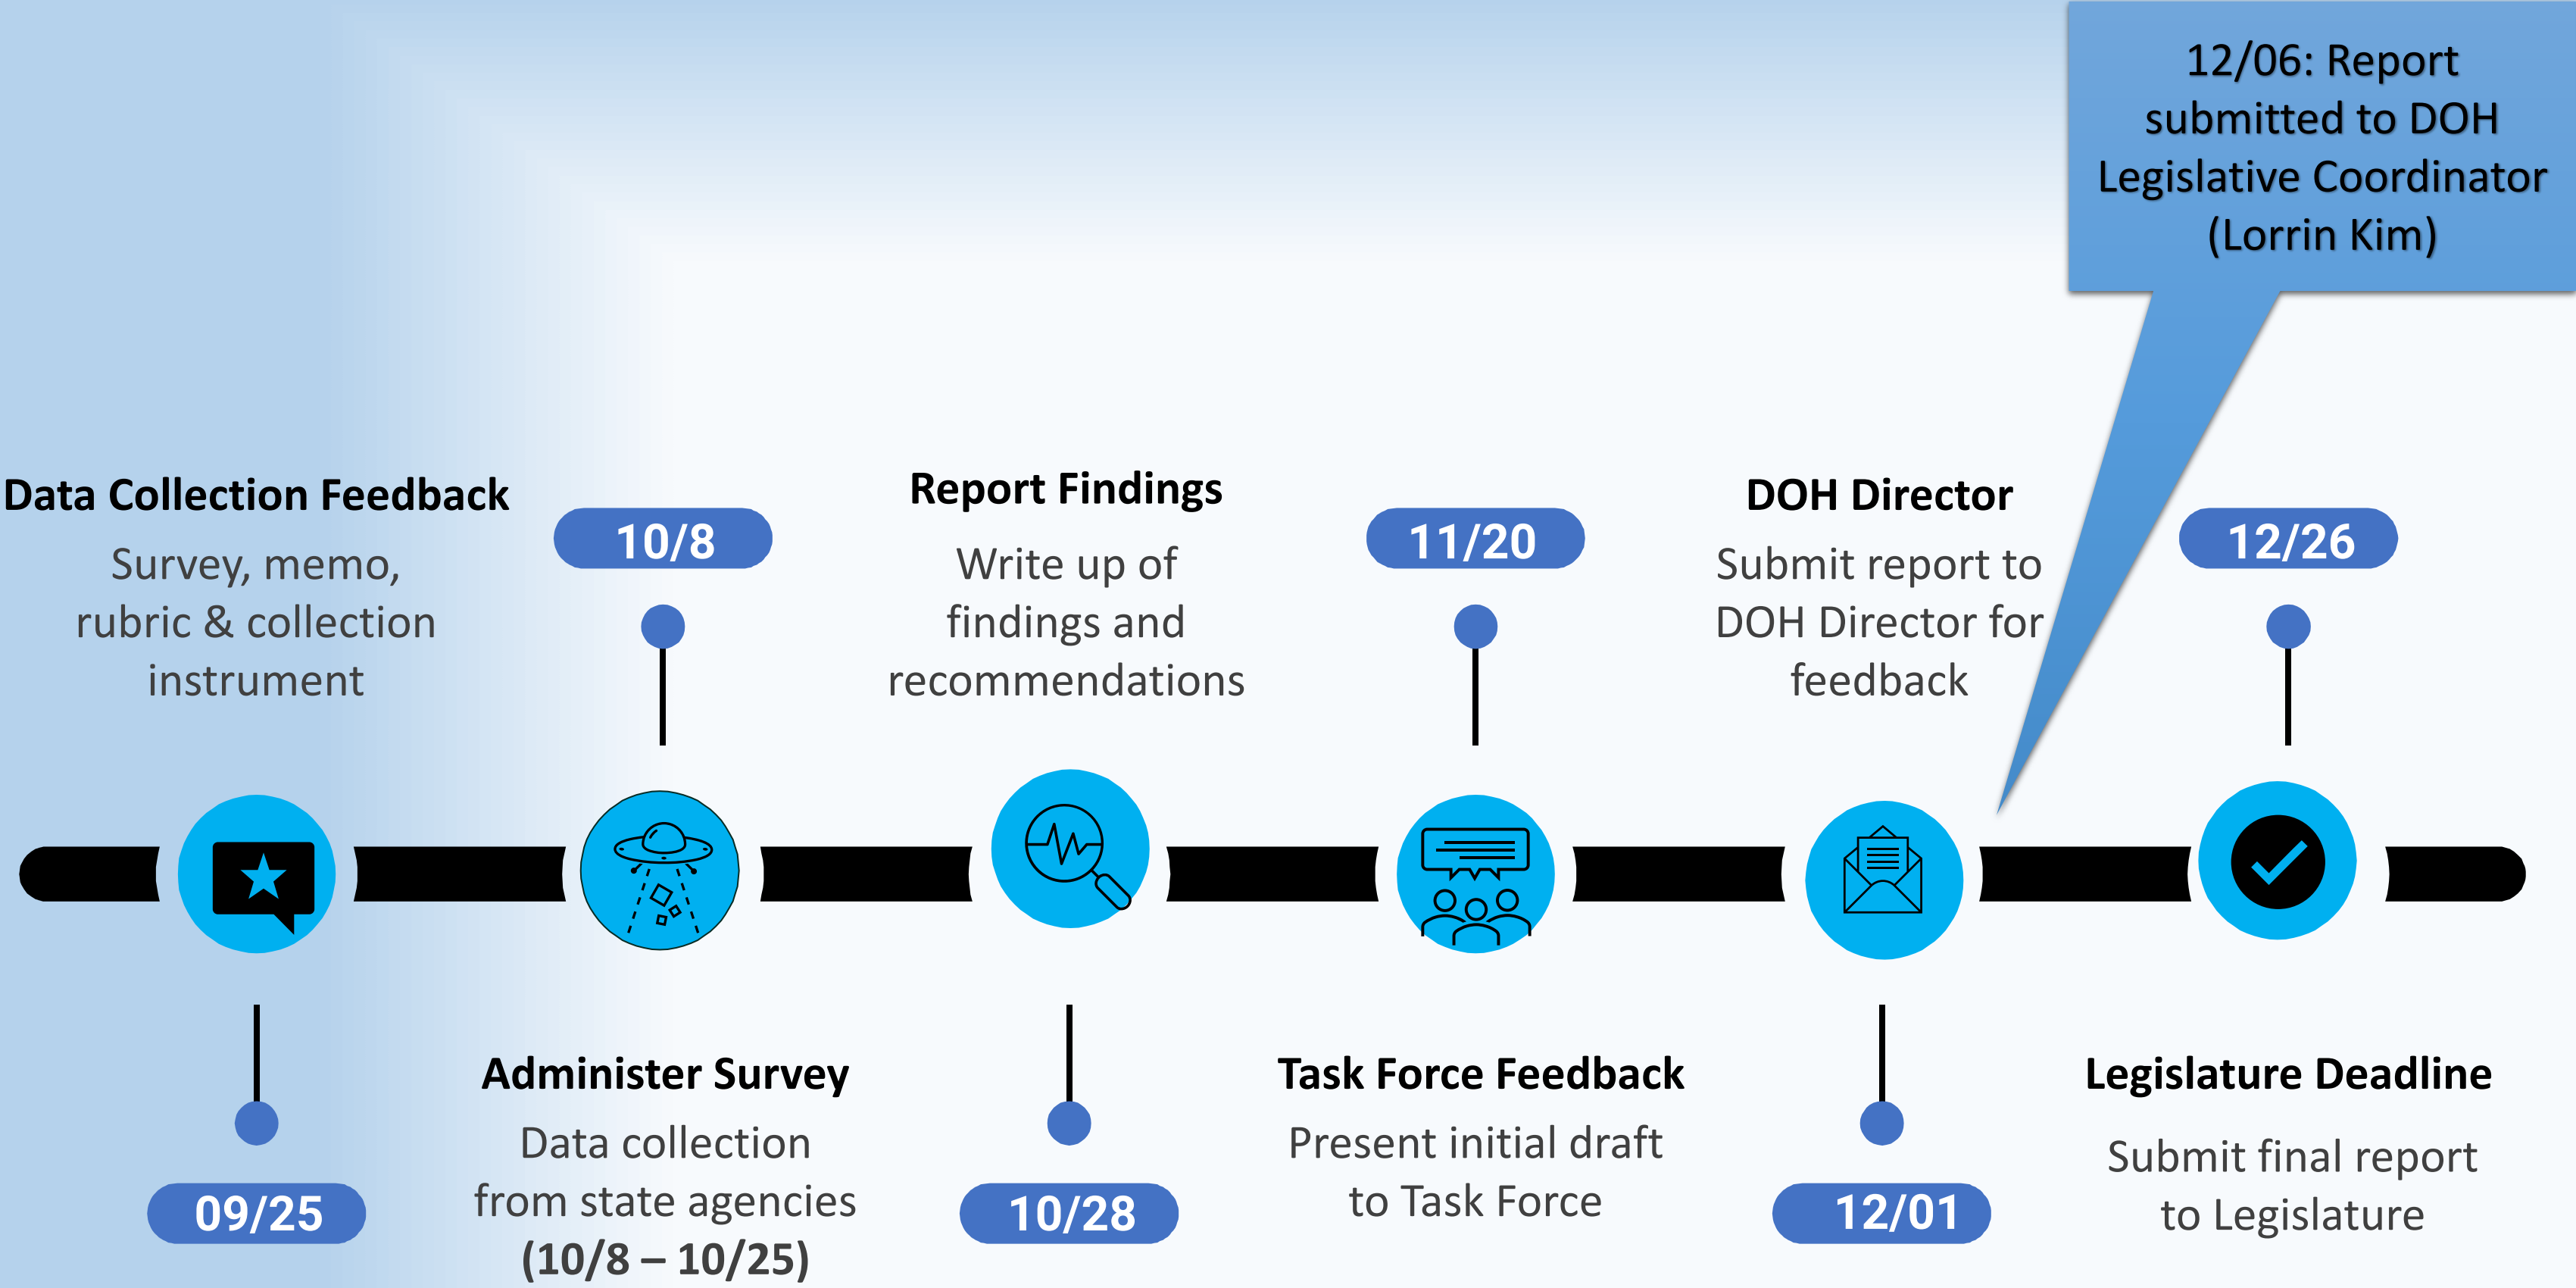 12/06: Report
submitted to DOH
Legislative Coordinator
(Lorrin Kim)
Data Collection Feedback
Survey, memo,
rubric & collection
instrument
09/25
10/8
Administer Survey
Data collection
from state agencies
(10/8 – 10/25)
Report Findings
Write up of
findings and
recommendations
10/28
11/20
Task Force Feedback
Present initial draft
to Task Force
DOH Director
Submit report to
DOH Director for
feedback
12/01
12/26
Legislature Deadline
Submit final report
to Legislature